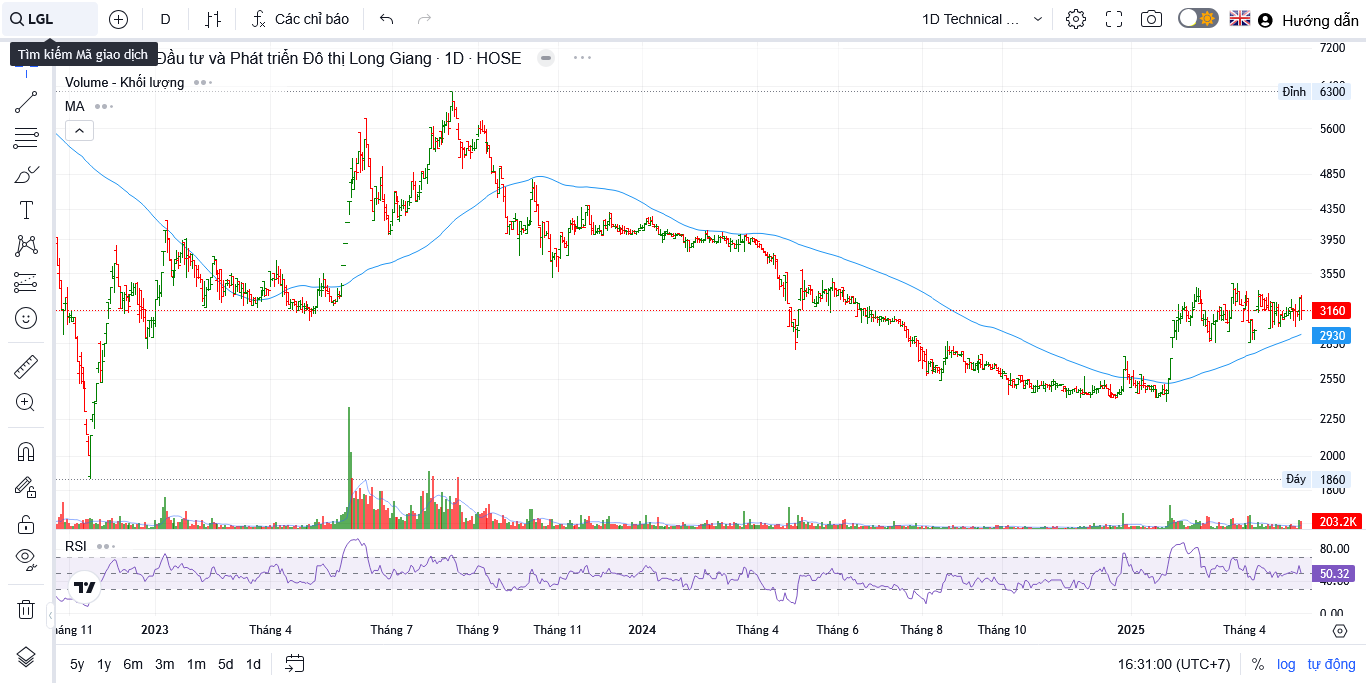 LGL
D
Các chỉ báo
1D Technical ...
Hướng dẫn
Tìm kiếm Mã giao dịch
Đầu tư và Phát triển Đô thị Long Giang · 1D · HOSE
Volume - Khối lượng
MA
7200
Đỉnh 6300
5600
4850
4350
3950
3550
3160
2930
2850
2550
2250
2000
Đáy 1860
1800
203.2K
RSI
80.00
50.32
40.00
0.00
háng 11
2023
Tháng 4
Tháng 7
Tháng 9
Tháng 11
2024
Tháng 4
Tháng 6
Tháng 8
Tháng 10
2025
Tháng 4
5y 1y 6m 3m 1m 5d 1d
16:31:00 (UTC+7)
% log tự động